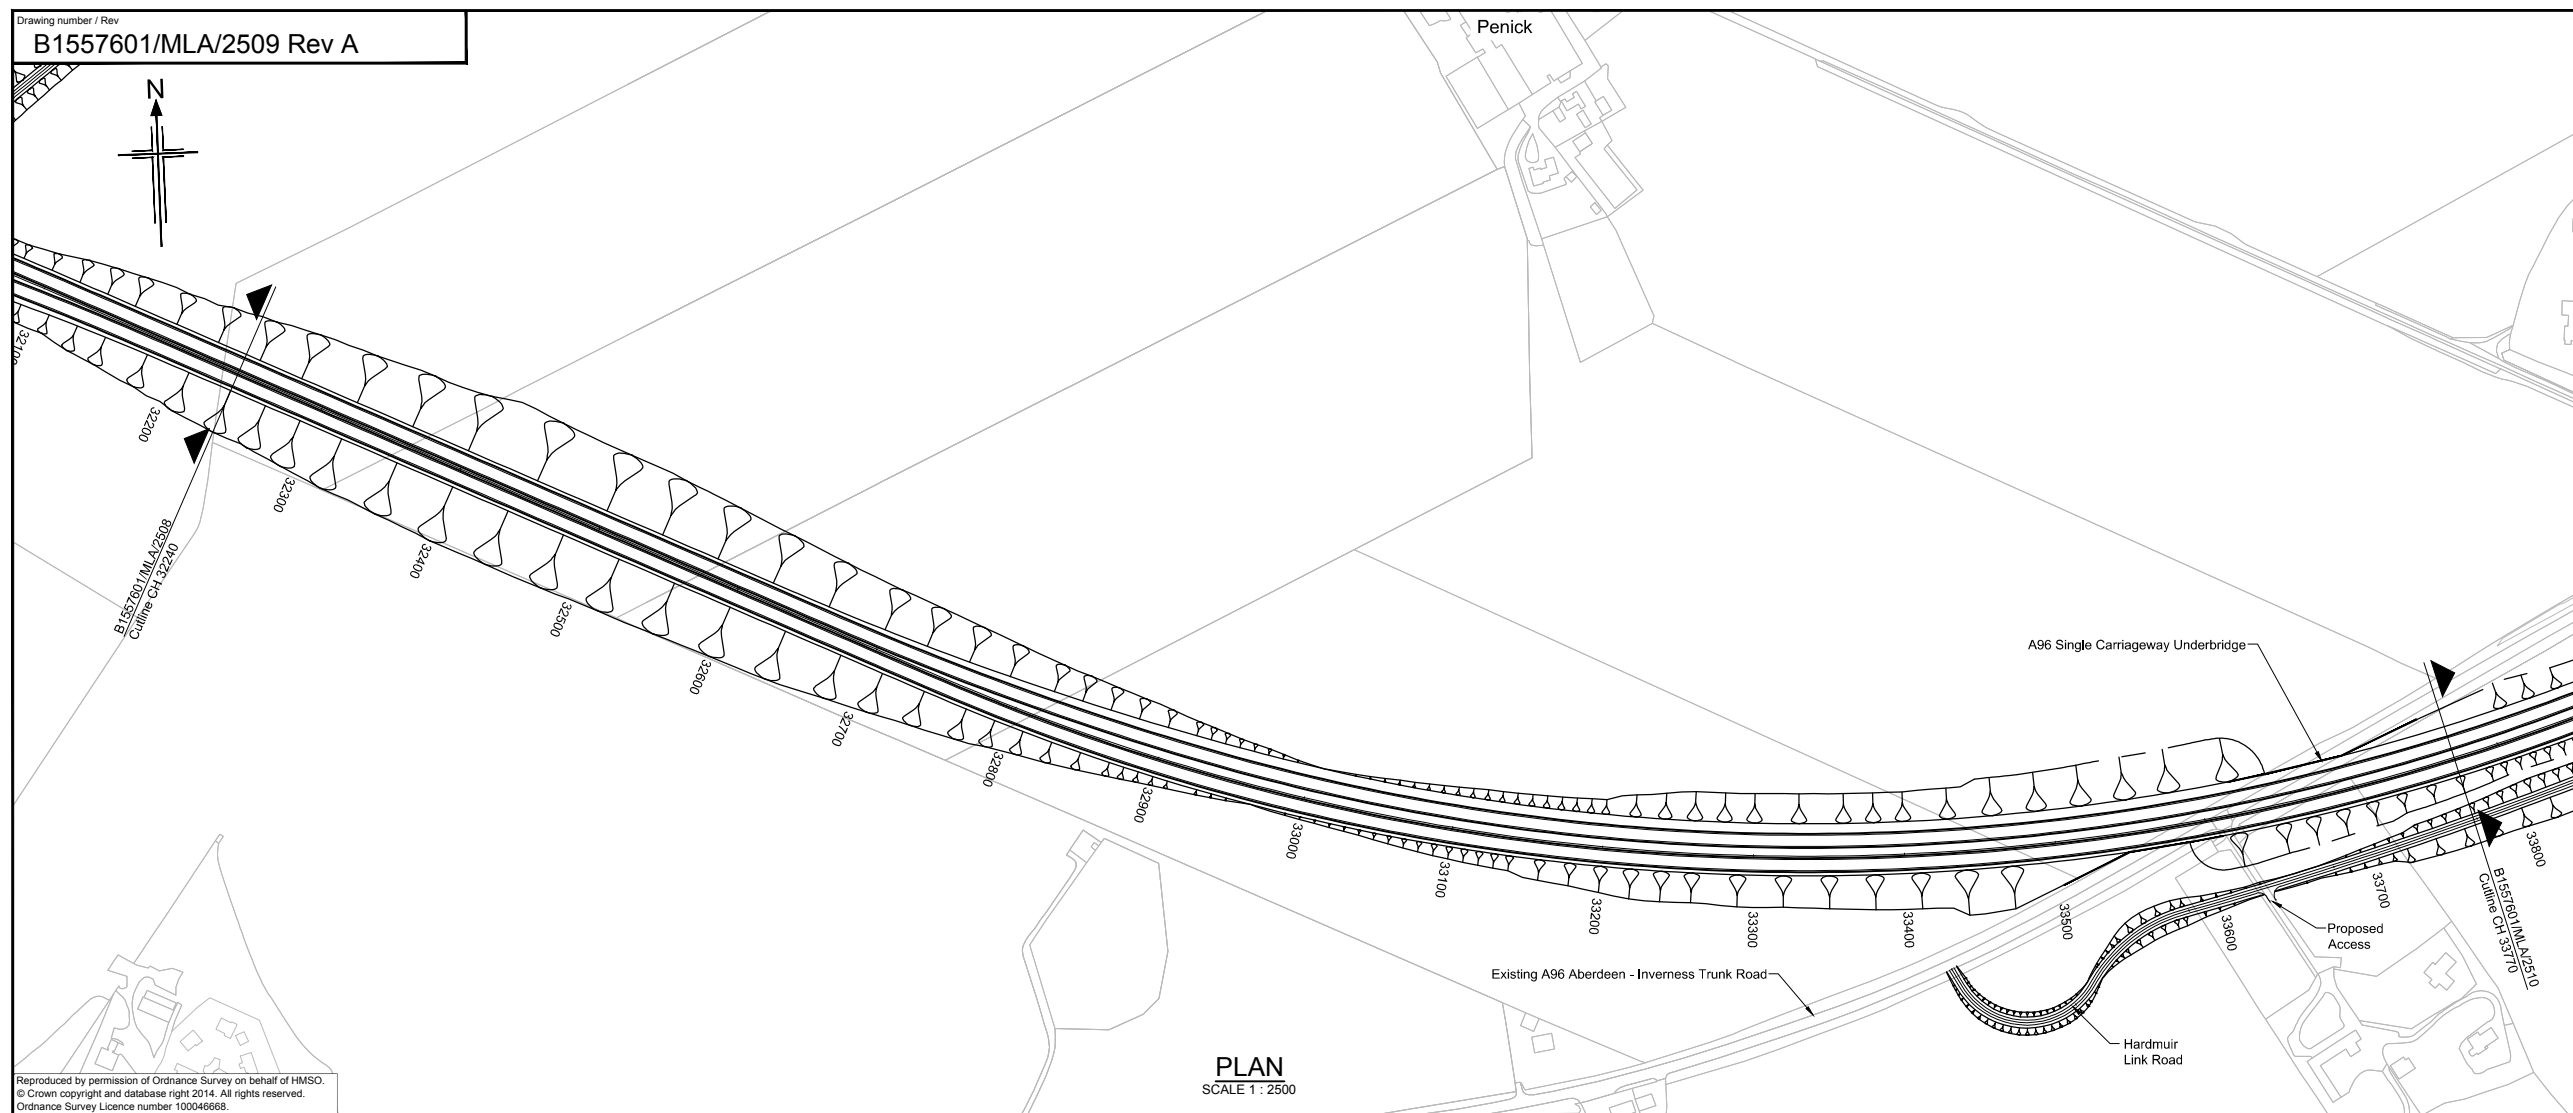 Drawing number / Rev
B1557601/MLA/2509 Rev A
N
Penick
32100
32200
32300
32400
32500
32600
32700
32800
32900
33000
33100
33200
33300
33400
33500
33600
33700
33800
B1557601/MLA/2508
Cutline CH 32240
A96 Single Carriageway Underbridge
B1557601/MLA/2510
Cutline CH 33770
Proposed
Access
Existing A96 Aberdeen - Inverness Trunk Road
Hardmuir
Link Road
PLAN
SCALE 1 : 2500
Reproduced by permission of Ordnance Survey on behalf of HMSO.
© Crown copyright and database right 2014. All rights reserved.
Ordnance Survey Licence number 100046668.